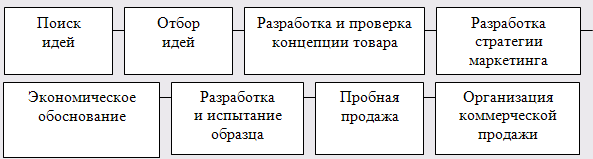 Поиск
идей
Отбор
идей
Разработка и проверка
концепции товара
Разработка
стратегии
маркетинга
Экономическое
обоснование
Разработка
и испытание
образца
Пробная
продажа
Организация
коммерческой
продажи